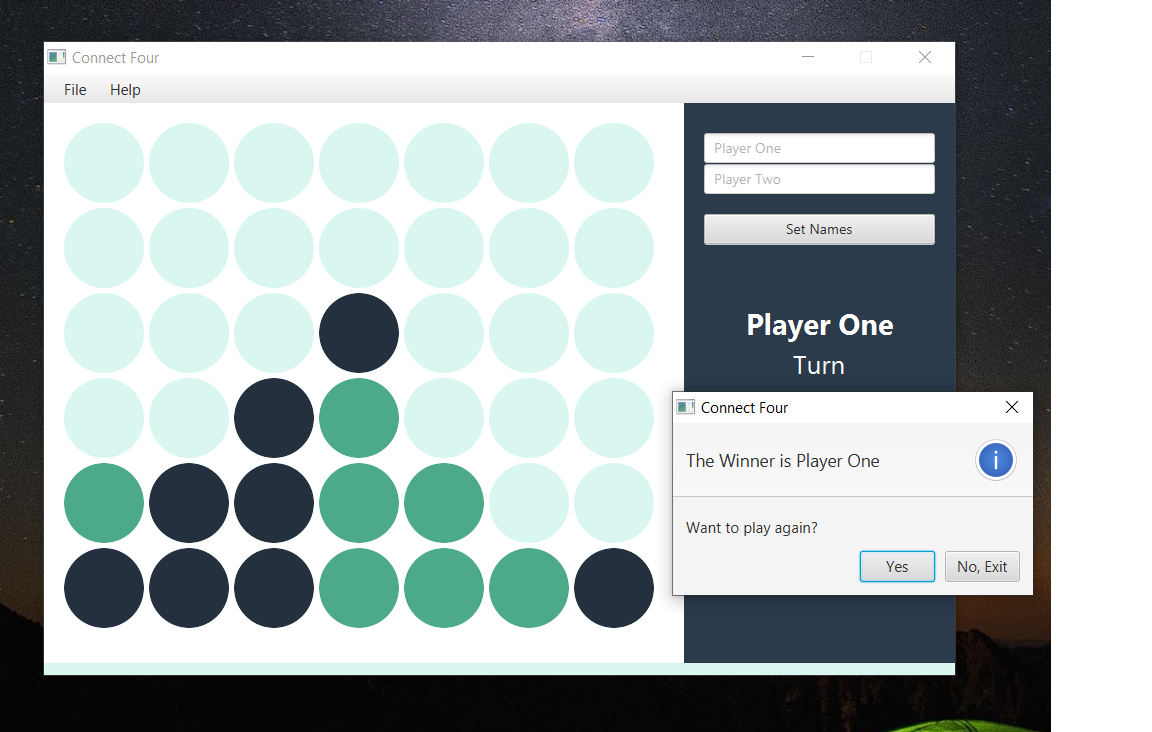 Connect Four
File Help
Player One
Player Two
Set Names
Player One
Turn
Connect Four
The Winner is Player One
i
Want to play again?
Yes No, Exit